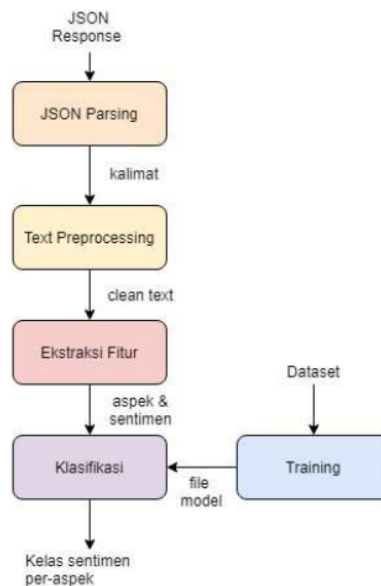 JSON
Response
JSON Parsing
kalimat
Text Preprocessing
clean text
Ekstraksi Fitur
aspek &
sentimen
Dataset
Klasifikasi
file
model
Training
Kelas sentimen
per-aspek